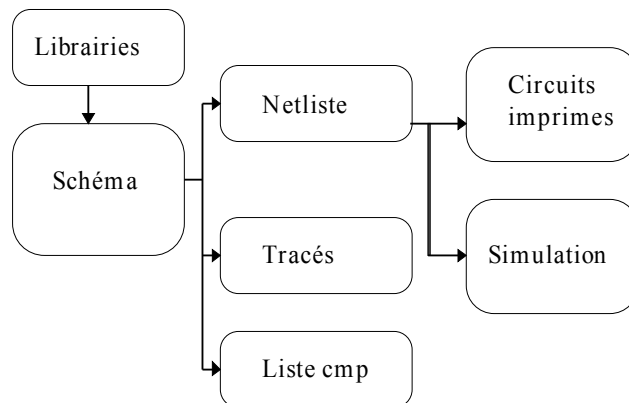 Librairies
Schéma
Netliste
Tracés
Liste cmp
Circuits
imprimes
Simulation